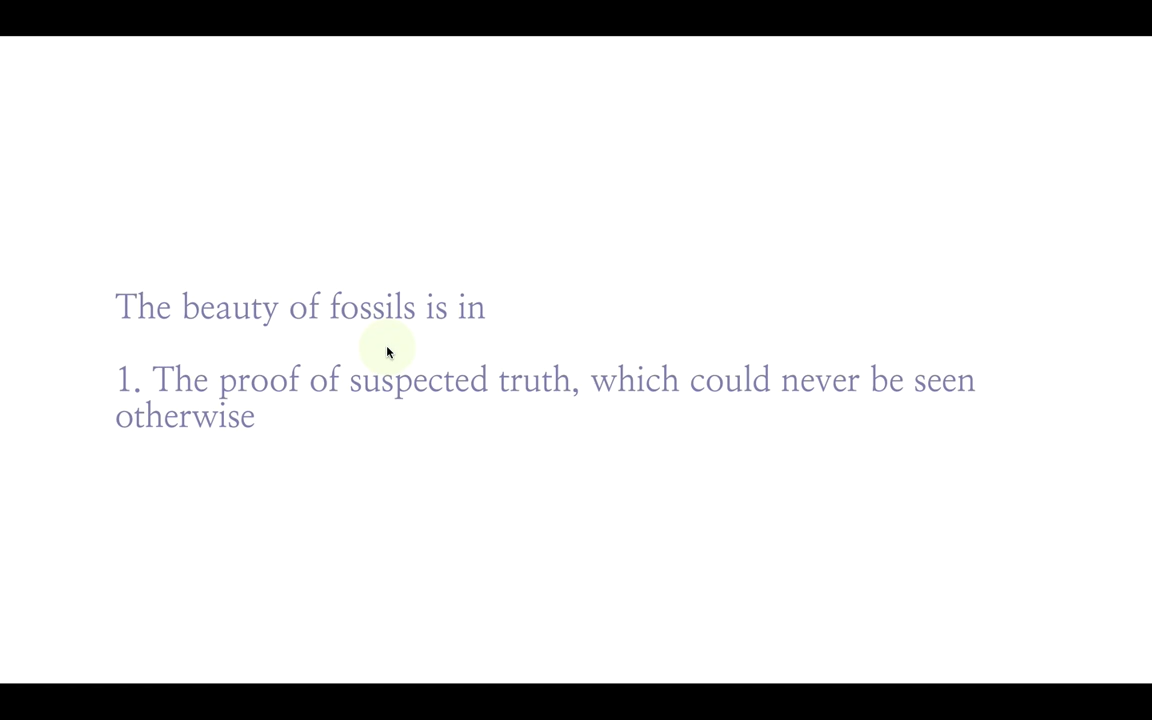 The beauty of fossils is in
1. The proof of suspected truth, which could never be seen
otherwise